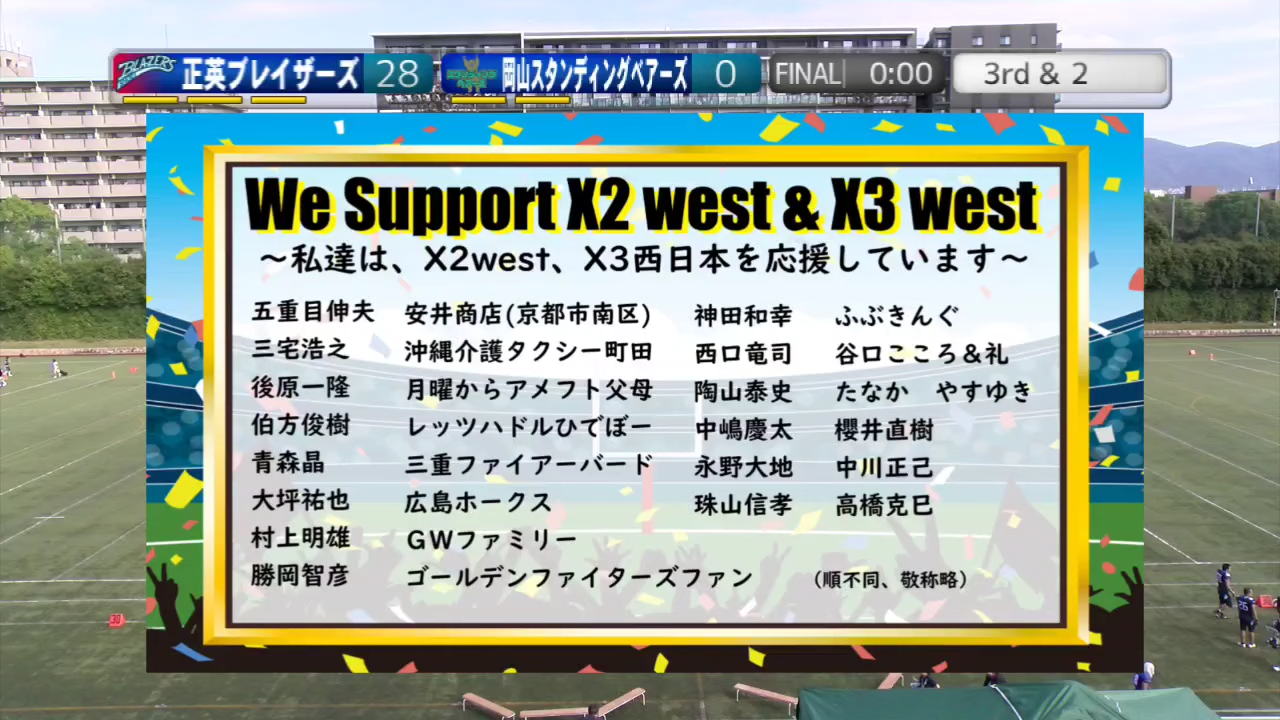 BLAZERS 正英ブレイザーズ 28 岡山スタンディングベアーズ 0 FINAL 0:00 3rd & 2
We Support X2 west & X3 west
～私達は、X2west、X3西日本を応援しています～
五重目伸夫 安井商店(京都市南区) 神田和幸 ふぶきんぐ
三宅浩之 沖縄介護タクシー町田 西口竜司 谷口こころ&礼
後原一隆 月曜からアメフト父母 陶山泰史 たなか　やすゆき
伯方俊樹 レッツハドルひでぼー 中嶋慶太 櫻井直樹
青森晶 三重ファイアーバード 永野大地 中川正己
大坪祐也 広島ホークス 珠山信孝 高橋克巳
村上明雄 GWファミリー
勝岡智彦 ゴールデンファイターズファン （順不同、敬称略）
30